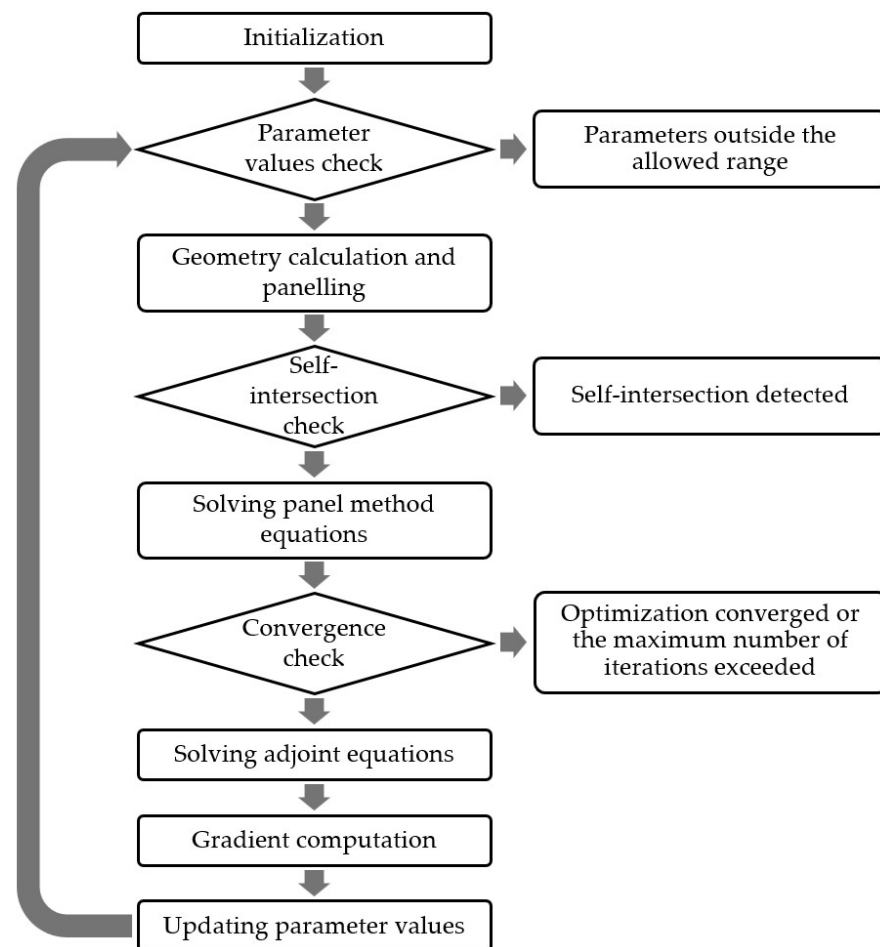 Initialization
Parameter
values check
Parameters outside the
allowed range
Geometry calculation and
panelling
Self-
intersection
check
Self-intersection detected
Solving panel method
equations
Convergence
check
Optimization converged or
the maximum number of
iterations exceeded
Solving adjoint equations
Gradient computation
Updating parameter values